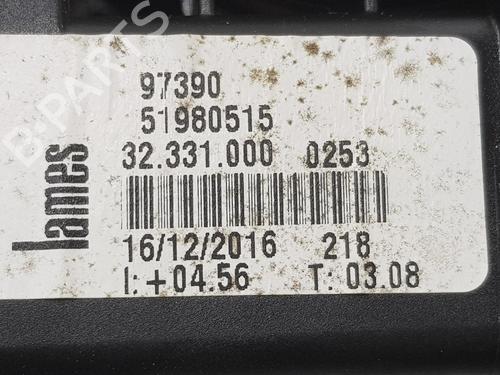 97390
51980515
32.331.000 0253
lames
16/12/2016 218
I: +04.56 T: 03.08
B-PARTS